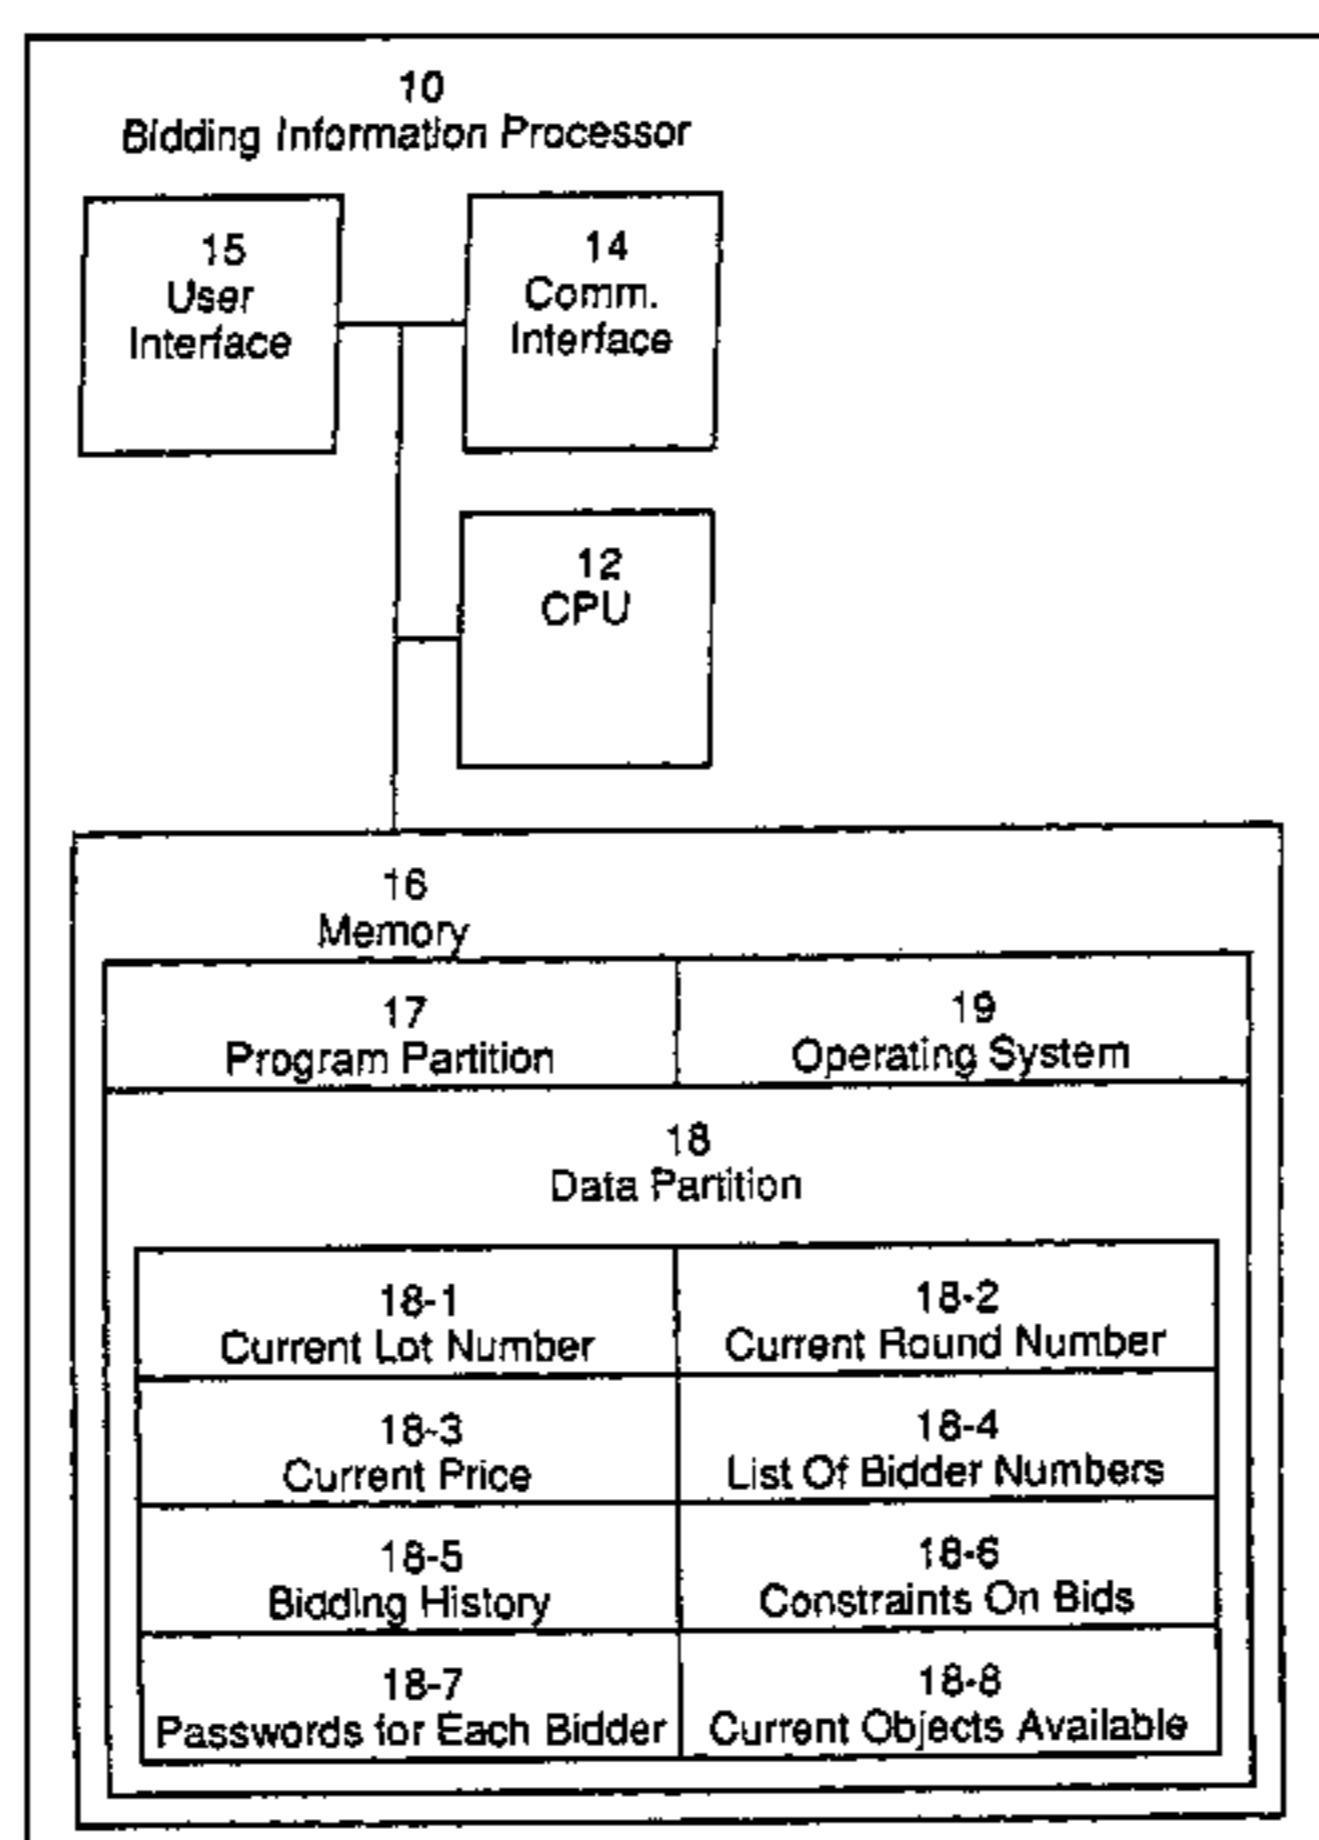 10
Bidding Information Processor
15
User
Interface
14
Comm.
Interface
12
CPU
16
Memory
17
Program Partition
19
Operating System
18
Data Partition
18-1
Current Lot Number
18-2
Current Round Number
18-3
Current Price
18-4
List Of Bidder Numbers
18-5
Bidding History
18-6
Constraints On Bids
18-7
Passwords for Each Bidder
18-8
Current Objects Available